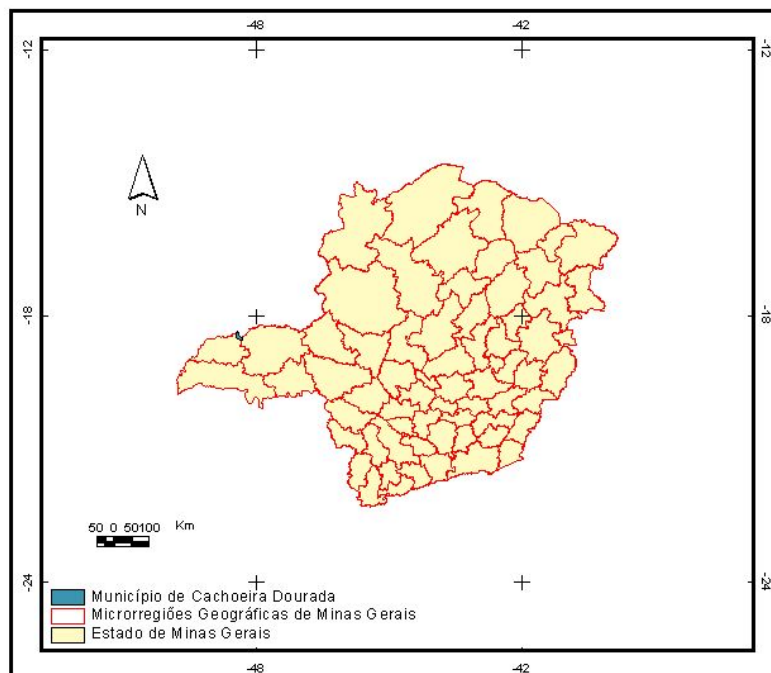 -48 -42
-12 -12
N
-18 -18
50 0 50100 Km
-24 -24
Município de Cachoeira Dourada
Microrregiões Geográficas de Minas Gerais
Estado de Minas Gerais
-48 -42